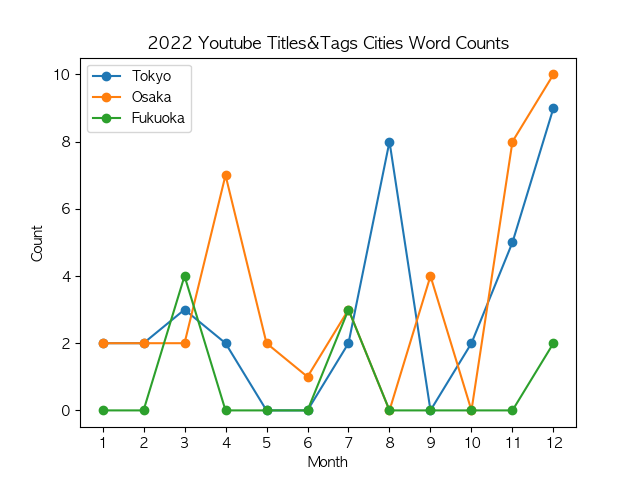 2022 Youtube Titles&Tags Cities Word Counts
Tokyo
Osaka
Fukuoka
10
8
6
4
2
0
Count
1 2 3 4 5 6 7 8 9 10 11 12
Month